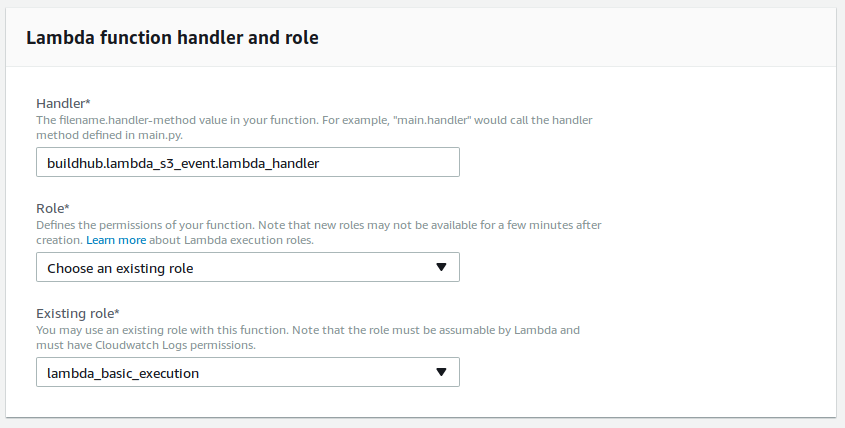 Lambda function handler and role
Handler*
The filename.handler-method value in your function. For example, "main.handler" would call the handler
method defined in main.py.
buildhub.lambda_s3_event.lambda_handler
Role*
Defines the permissions of your function. Note that new roles may not be available for a few minutes after
creation. Learn more about Lambda execution roles.
Choose an existing role
Existing role*
You may use an existing role with this function. Note that the role must be assumable by Lambda and
must have Cloudwatch Logs permissions.
lambda_basic_execution